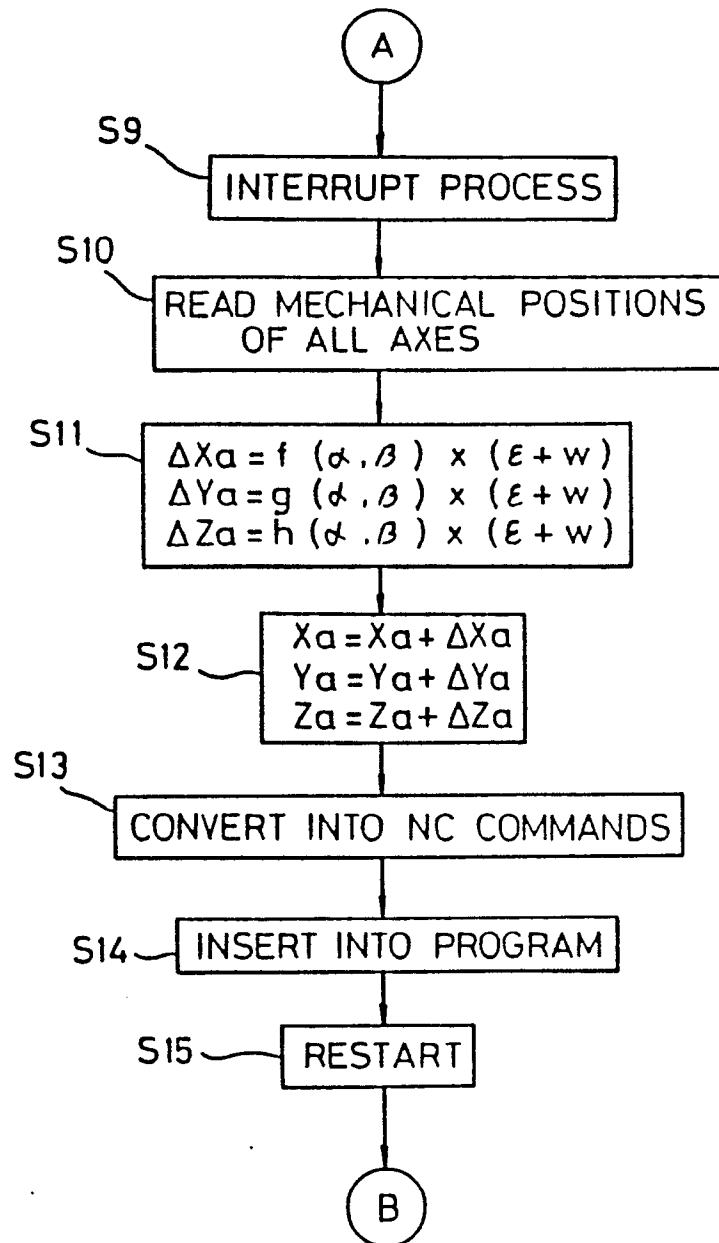 A
S9
INTERRUPT PROCESS
S10
READ MECHANICAL POSITIONS
OF ALL AXES
S11
ΔXa = f (α, β) x (ε + w)
ΔYa = g (α, β) x (ε + w)
ΔZa = h (α, β) x (ε + w)
S12
Xa = Xa + ΔXa
Ya = Ya + ΔYa
Za = Za + ΔZa
S13
CONVERT INTO NC COMMANDS
S14
INSERT INTO PROGRAM
S15
RESTART
B